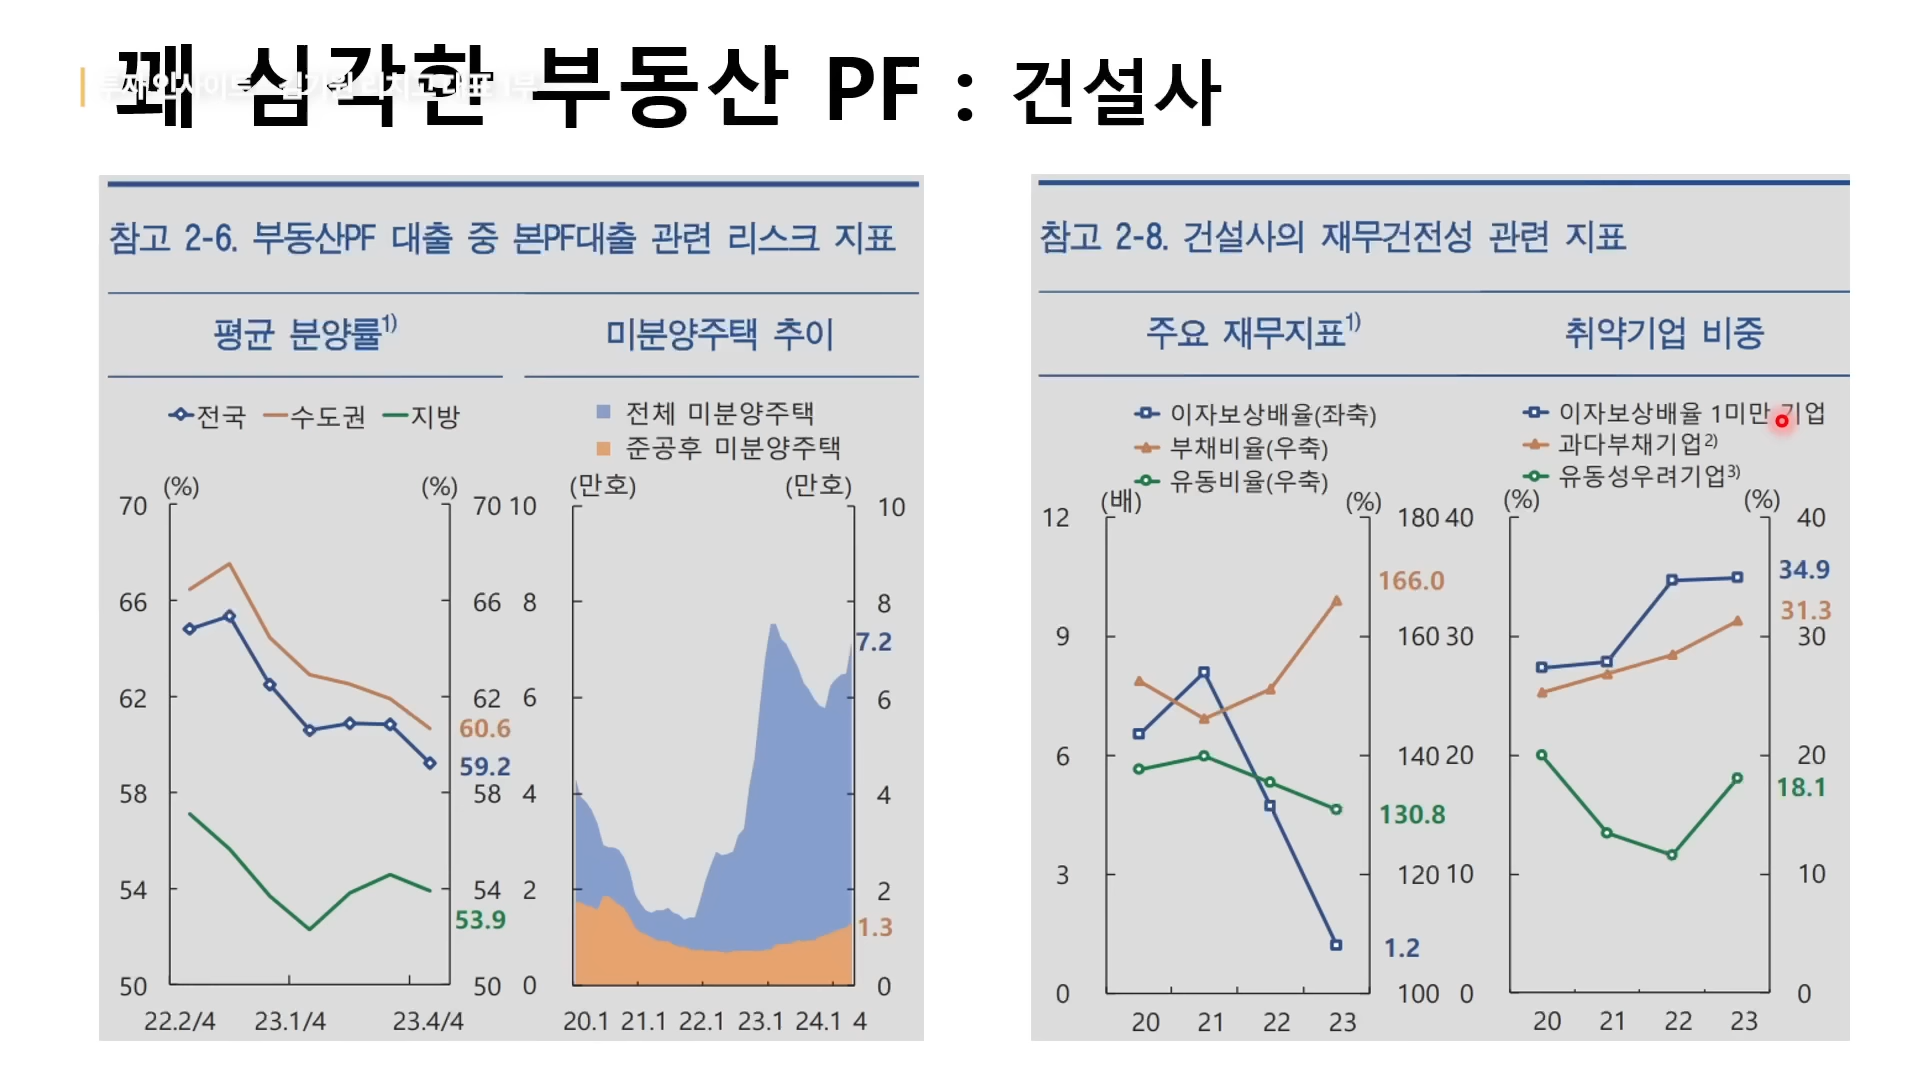 꽤 심각한 부동산 PF : 건설사
참고 2-6. 부동산PF 대출 중 본PF대출 관련 리스크 지표
평균 분양률1)
전국 수도권 지방
(%) (%)
70 70
66 66
62 62
60.6
59.2
58 58
54 54
53.9
50 50
22.2/4 23.1/4 23.4/4
미분양주택 추이
전체 미분양주택
준공후 미분양주택
(만호) (만호)
10 10
8 8
7.2
6 6
4 4
2 2
1.3
0 0
20.1 21.1 22.1 23.1 24.1 4
참고 2-8. 건설사의 재무건전성 관련 지표
주요 재무지표1)
이자보상배율(좌축)
부채비율(우축)
유동비율(우축)
(배) (%)
12 180
166.0
9 160
6 140
130.8
3 120
1.2
0 100
20 21 22 23
취약기업 비중
이자보상배율 1미만 기업
과다부채기업2)
유동성우려기업3)
(%) (%)
40 40
34.9
31.3
30 30
20 20
18.1
10 10
0 0
20 21 22 23